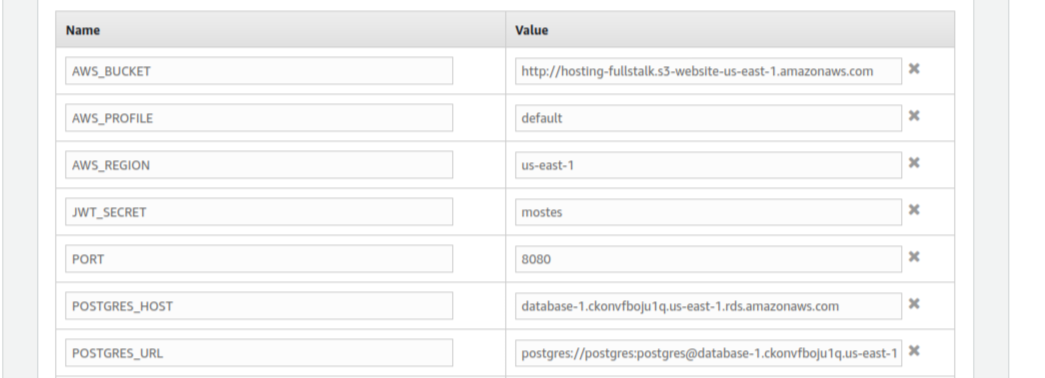 Name Value
AWS_BUCKET http://hosting-fullstalk.s3-website-us-east-1.amazonaws.com
AWS_PROFILE default
AWS_REGION us-east-1
JWT_SECRET mostes
PORT 8080
POSTGRES_HOST database-1.ckonvfboju1q.us-east-1.rds.amazonaws.com
POSTGRES_URL postgres://postgres:postgres@database-1.ckonvfboju1q.us-east-1